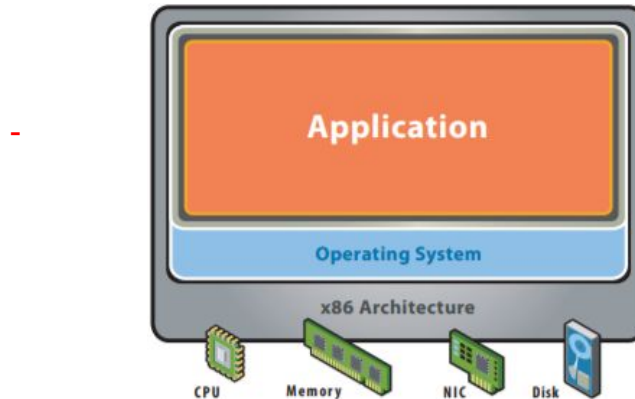 -
Application
Operating System
x86 Architecture
CPU Memory NIC Disk